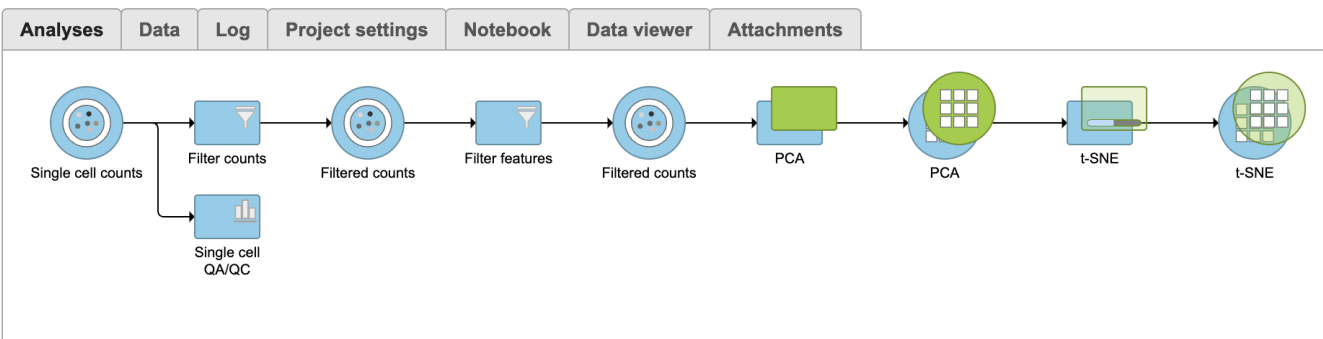 Analyses
Data
Log
Project settings
Notebook
Data viewer
Attachments
Single cell counts
Filter counts
Filtered counts
Filter features
Filtered counts
PCA
PCA
t-SNE
t-SNE
Single cell
QA/QC